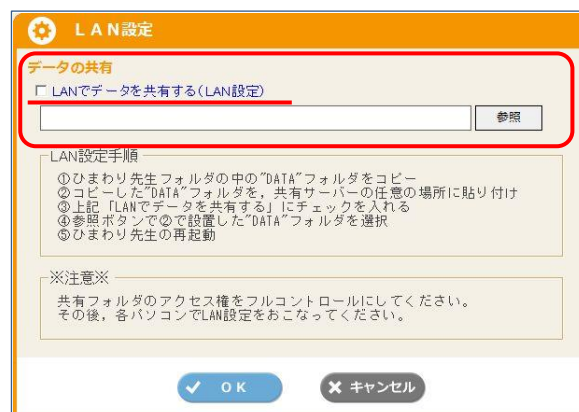 ＬＡＮ設定
データの共有
LANでデータを共有する(LAN設定)
参照
LAN設定手順
①ひまわり先生フォルダの中の"DATA"フォルダをコピー
②コピーした"DATA"フォルダを，共有サーバーの任意の場所に貼り付け
③上記「LANでデータを共有する」にチェックを入れる
④参照ボタンで②で設置した"DATA"フォルダを選択
⑤ひまわり先生の再起動
※注意※
共有フォルダのアクセス権をフルコントロールにしてください。
その後，各パソコンでLAN設定をおこなってください。
ＯＫ
キャンセル